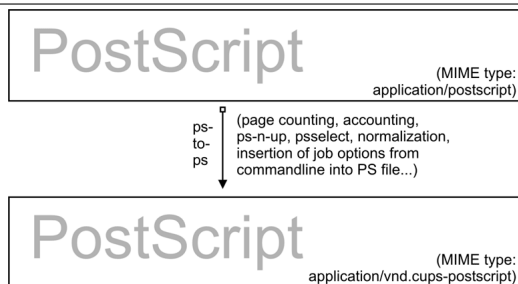 PostScript
(MIME type:
application/postscript)
ps-
to-
ps
(page counting, accounting,
ps-n-up, psselect, normalization,
insertion of job options from
commandline into PS file...)
PostScript
(MIME type:
application/vnd.cups-postscript)